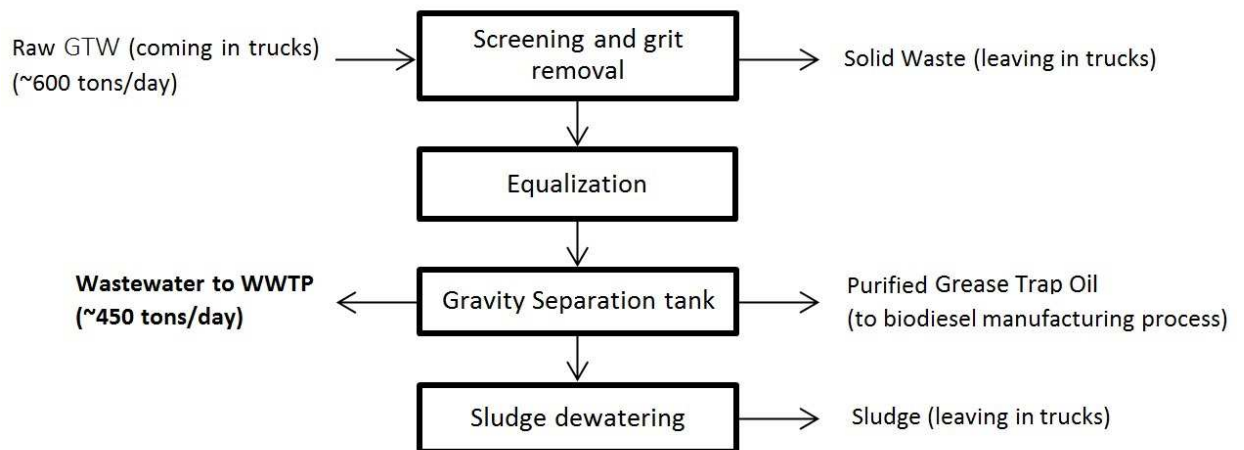 Raw GTW (coming in trucks)
(~600 tons/day)
Screening and grit
removal
Solid Waste (leaving in trucks)
Equalization
Wastewater to WWTP
(~450 tons/day)
Gravity Separation tank
Purified Grease Trap Oil
(to biodiesel manufacturing process)
Sludge dewatering
Sludge (leaving in trucks)